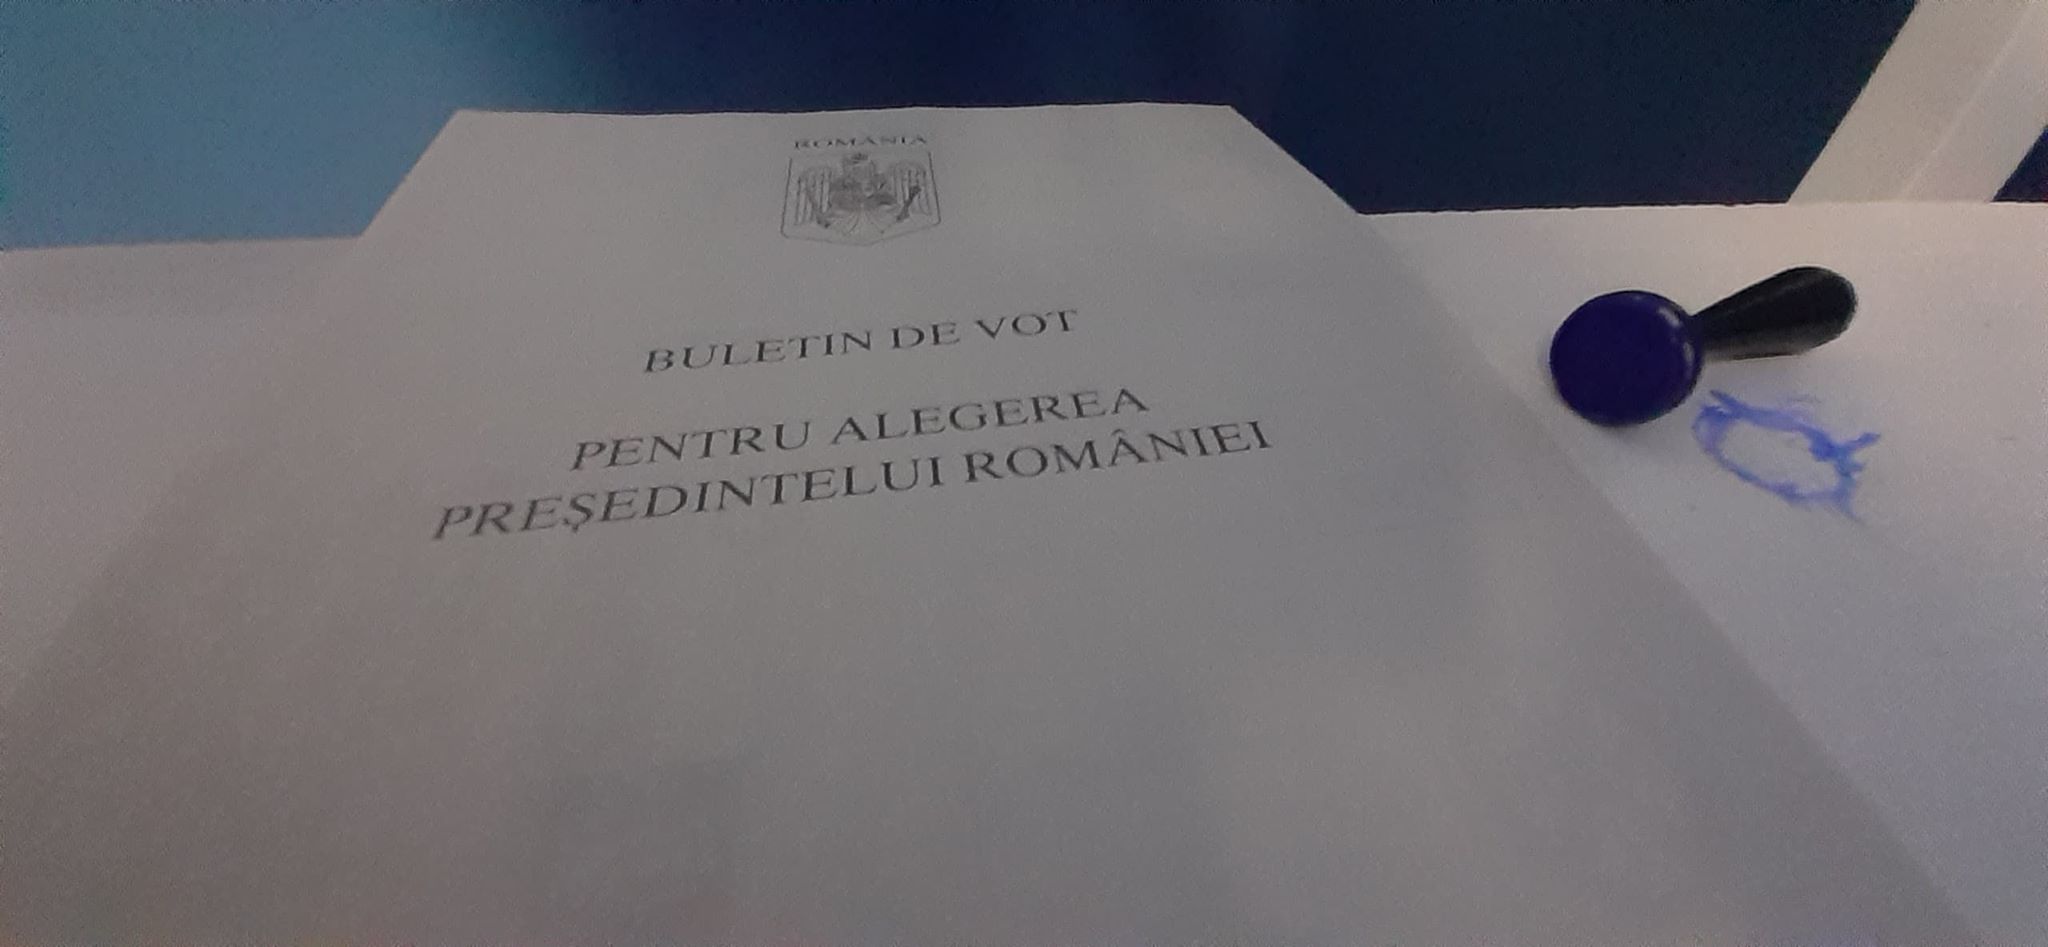 ROMÂNIA
BULETIN DE VOT
PENTRU ALEGEREA
PREȘEDINTELUI ROMÂNIEI